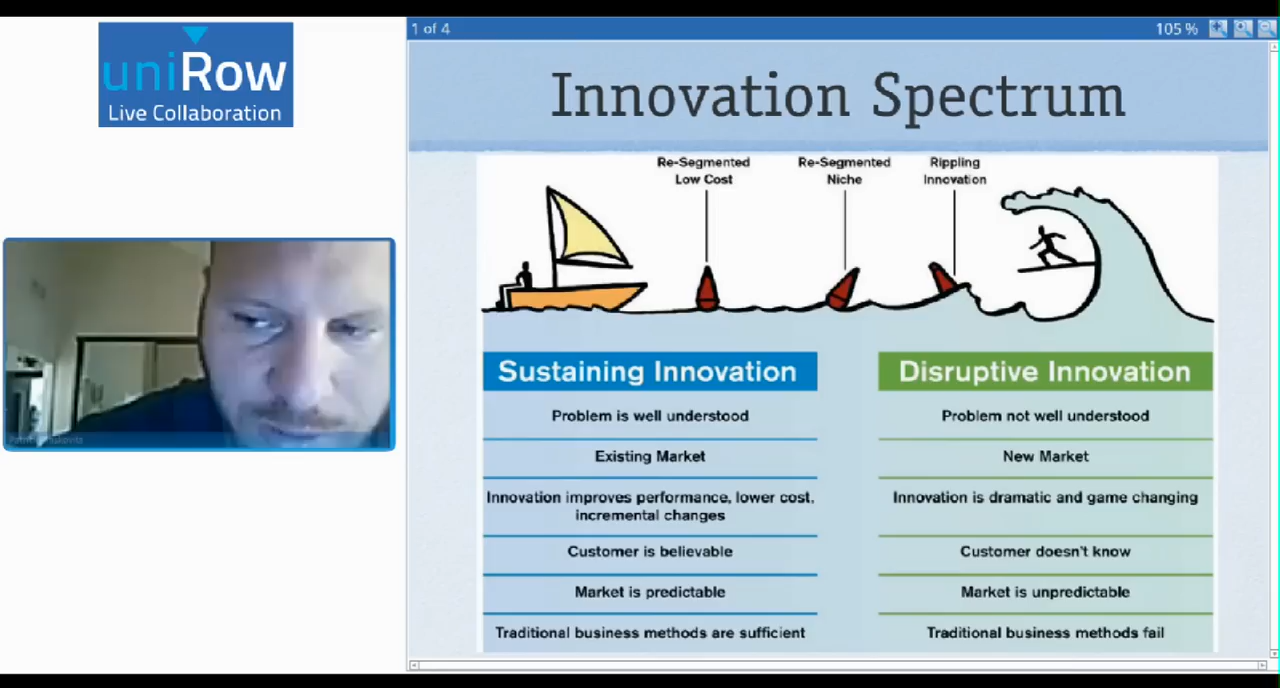 uniRow
Live Collaboration
1 of 4
105 %
Innovation Spectrum
Re-Segmented
Low Cost
Re-Segmented
Niche
Rippling
Innovation
Sustaining Innovation
Problem is well understood
Existing Market
Innovation improves performance, lower cost,
incremental changes
Customer is believable
Market is predictable
Traditional business methods are sufficient
Disruptive Innovation
Problem not well understood
New Market
Innovation is dramatic and game changing
Customer doesn't know
Market is unpredictable
Traditional business methods fail